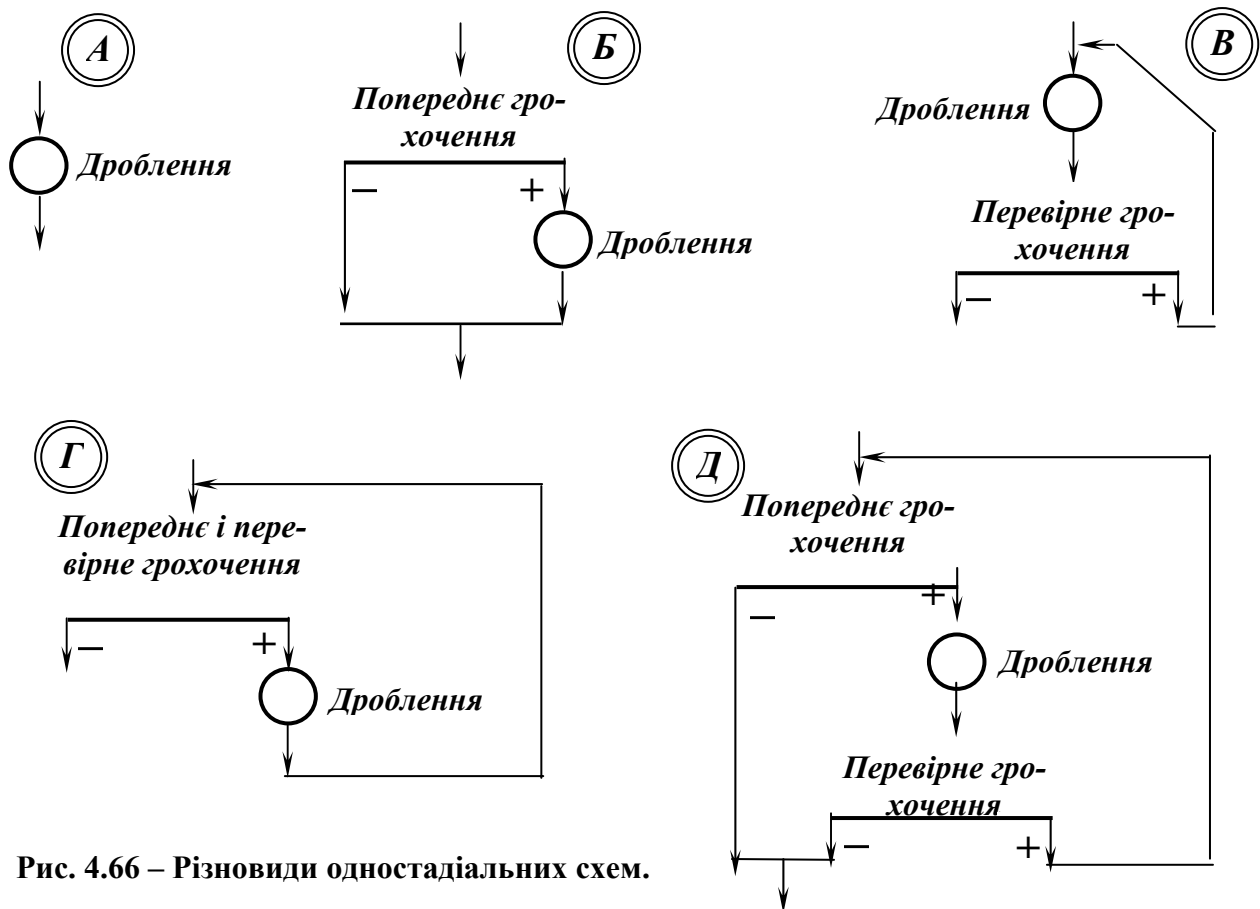 А
Дроблення
Б
Попереднє гро-
хочення
−
+
Дроблення
В
Дроблення
Перевірне гро-
хочення
−
+
Г
Попереднє і пере-
вірне грохочення
−
+
Дроблення
Д
Попереднє гро-
хочення
−
+
Дроблення
Перевірне гро-
хочення
−
+
Рис. 4.66 – Різновиди одностадіальних схем.